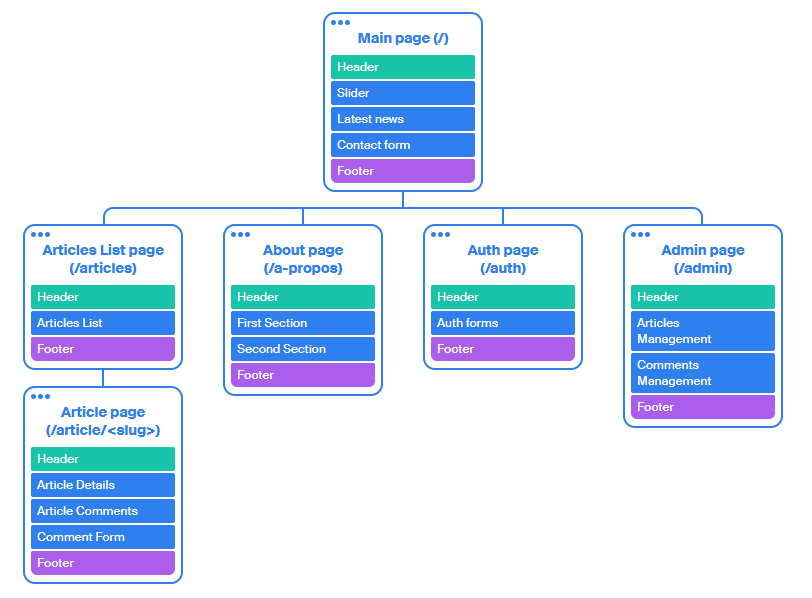 Main page (/)
Header
Slider
Latest news
Contact form
Footer
Articles List page
(/articles)
Header
Articles List
Footer
About page
(/a-propos)
Header
First Section
Second Section
Footer
Auth page
(/auth)
Header
Auth forms
Footer
Admin page
(/admin)
Header
Articles
Management
Comments
Management
Footer
Article page
(/article/<slug>)
Header
Article Details
Article Comments
Comment Form
Footer